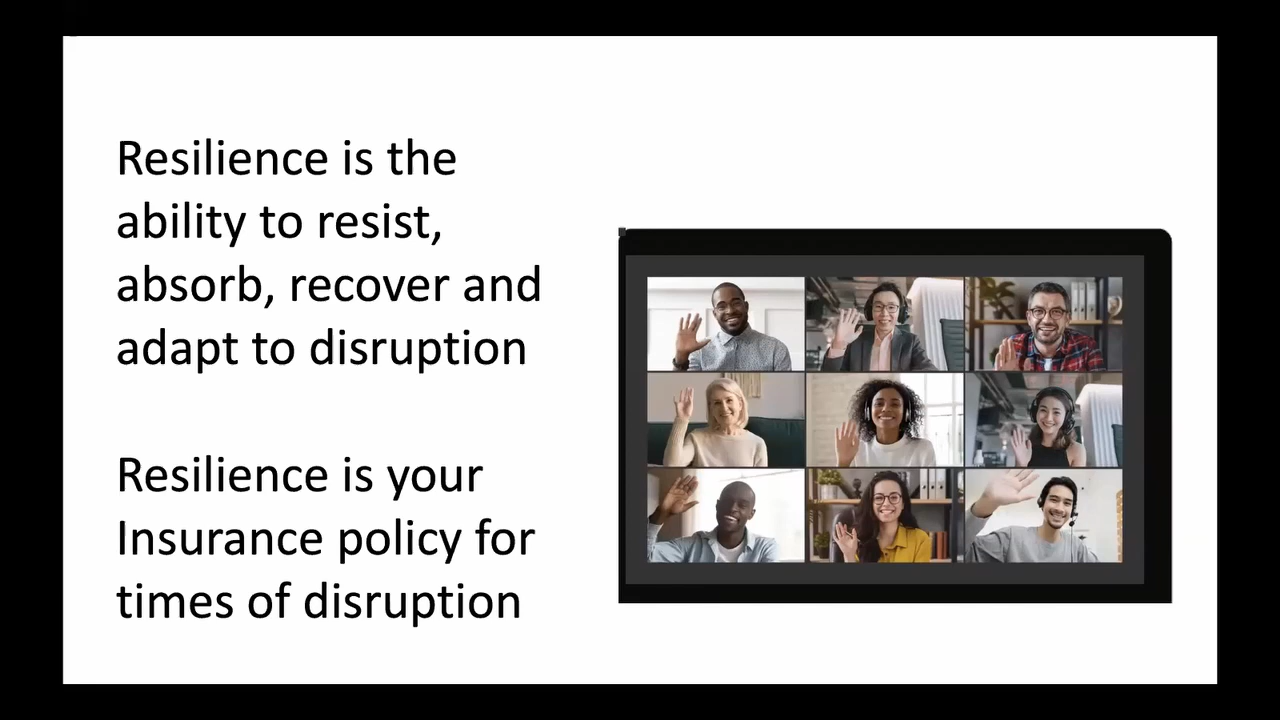 Resilience is the
ability to resist,
absorb, recover and
adapt to disruption
Resilience is your
Insurance policy for
times of disruption